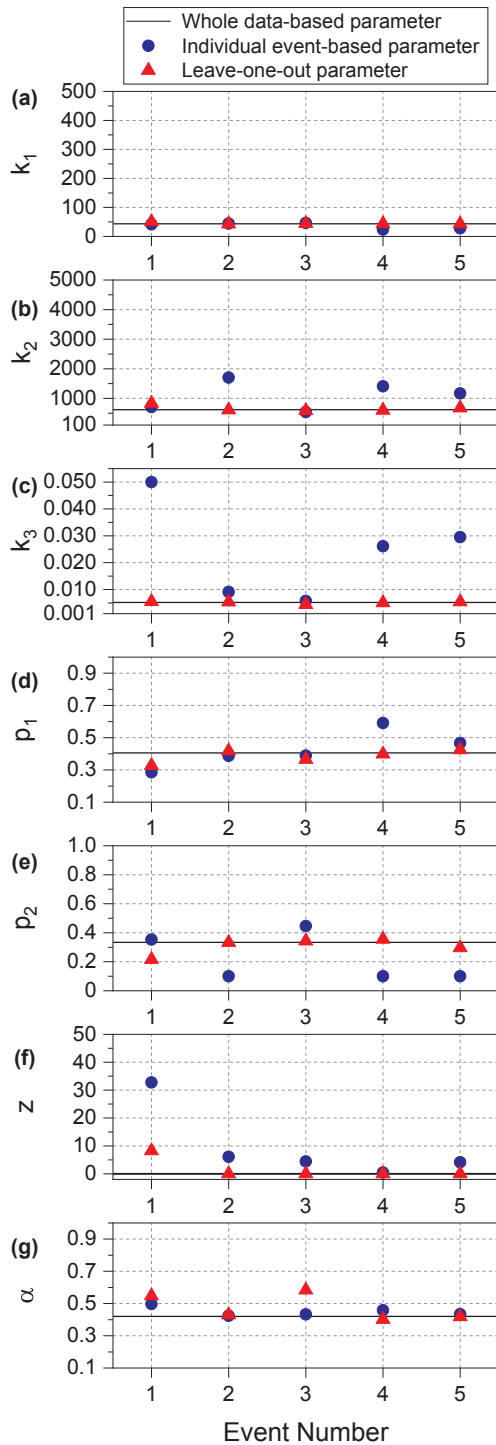 Whole data-based parameter
Individual event-based parameter
Leave-one-out parameter
(a)
k1
500
400
300
200
100
0
1 2 3 4 5
(b)
k2
5000
4000
3000
2000
1000
100
1 2 3 4 5
(c)
k3
0.050
0.030
0.010
0.001
1 2 3 4 5
(d)
p1
0.9
0.7
0.5
0.3
0.1
1 2 3 4 5
(e)
p2
1.0
0.8
0.6
0.4
0.2
0
1 2 3 4 5
(f)
z
50
40
30
20
10
0
1 2 3 4 5
(g)
α
0.9
0.7
0.5
0.3
0.1
1 2 3 4 5
Event Number